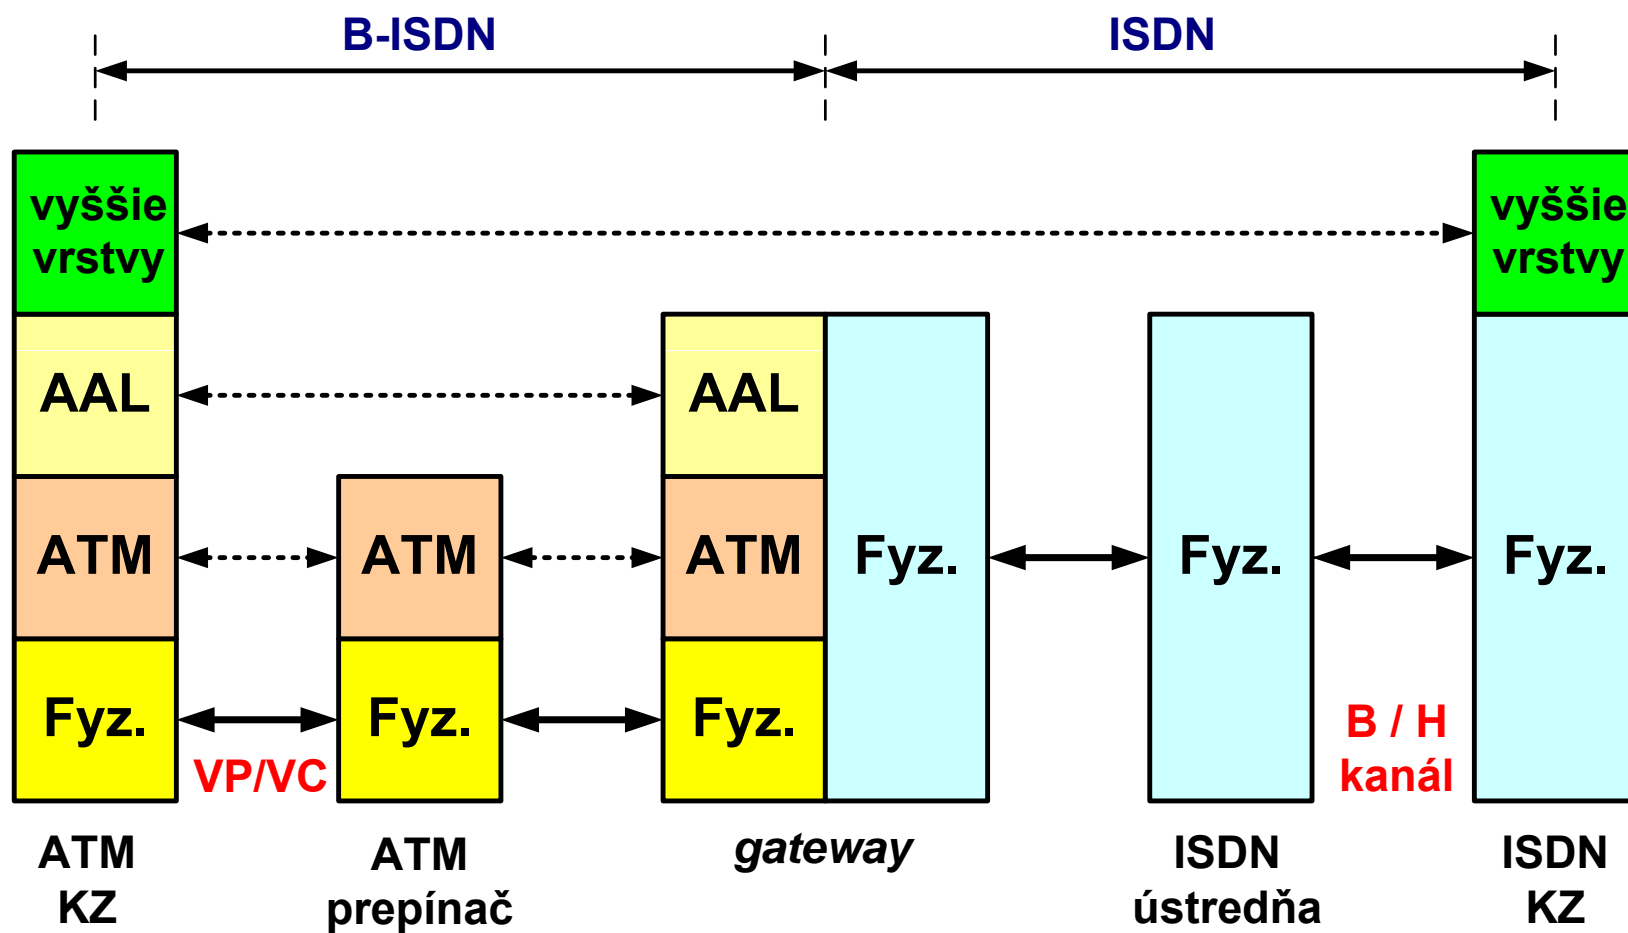 B-ISDN
ISDN
vyššie
vrstvy
vyššie
vrstvy
AAL
AAL
ATM
ATM
ATM
Fyz.
Fyz.
Fyz.
Fyz.
Fyz.
Fyz.
VP/VC
B / H
kanál
ATM
KZ
ATM
prepínač
gateway
ISDN
ústredňa
ISDN
KZ